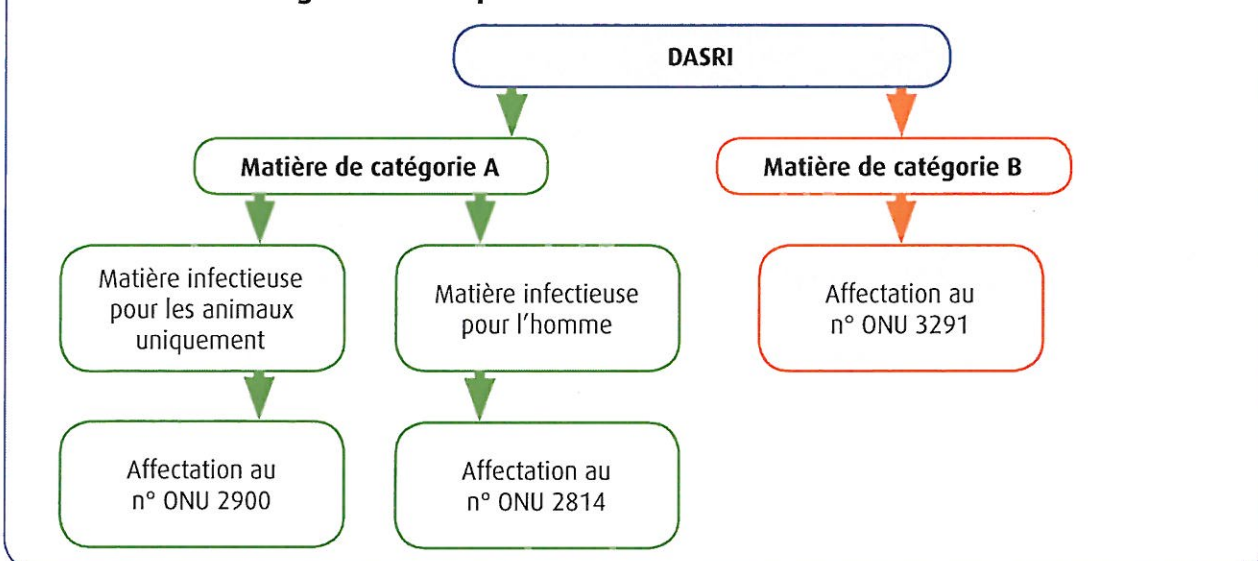 DASRI
Matière de catégorie A
Matière de catégorie B
Matière infectieuse
pour les animaux
uniquement
Matière infectieuse
pour l'homme
Affectation au
n° ONU 3291
Affectation au
n° ONU 2900
Affectation au
n° ONU 2814